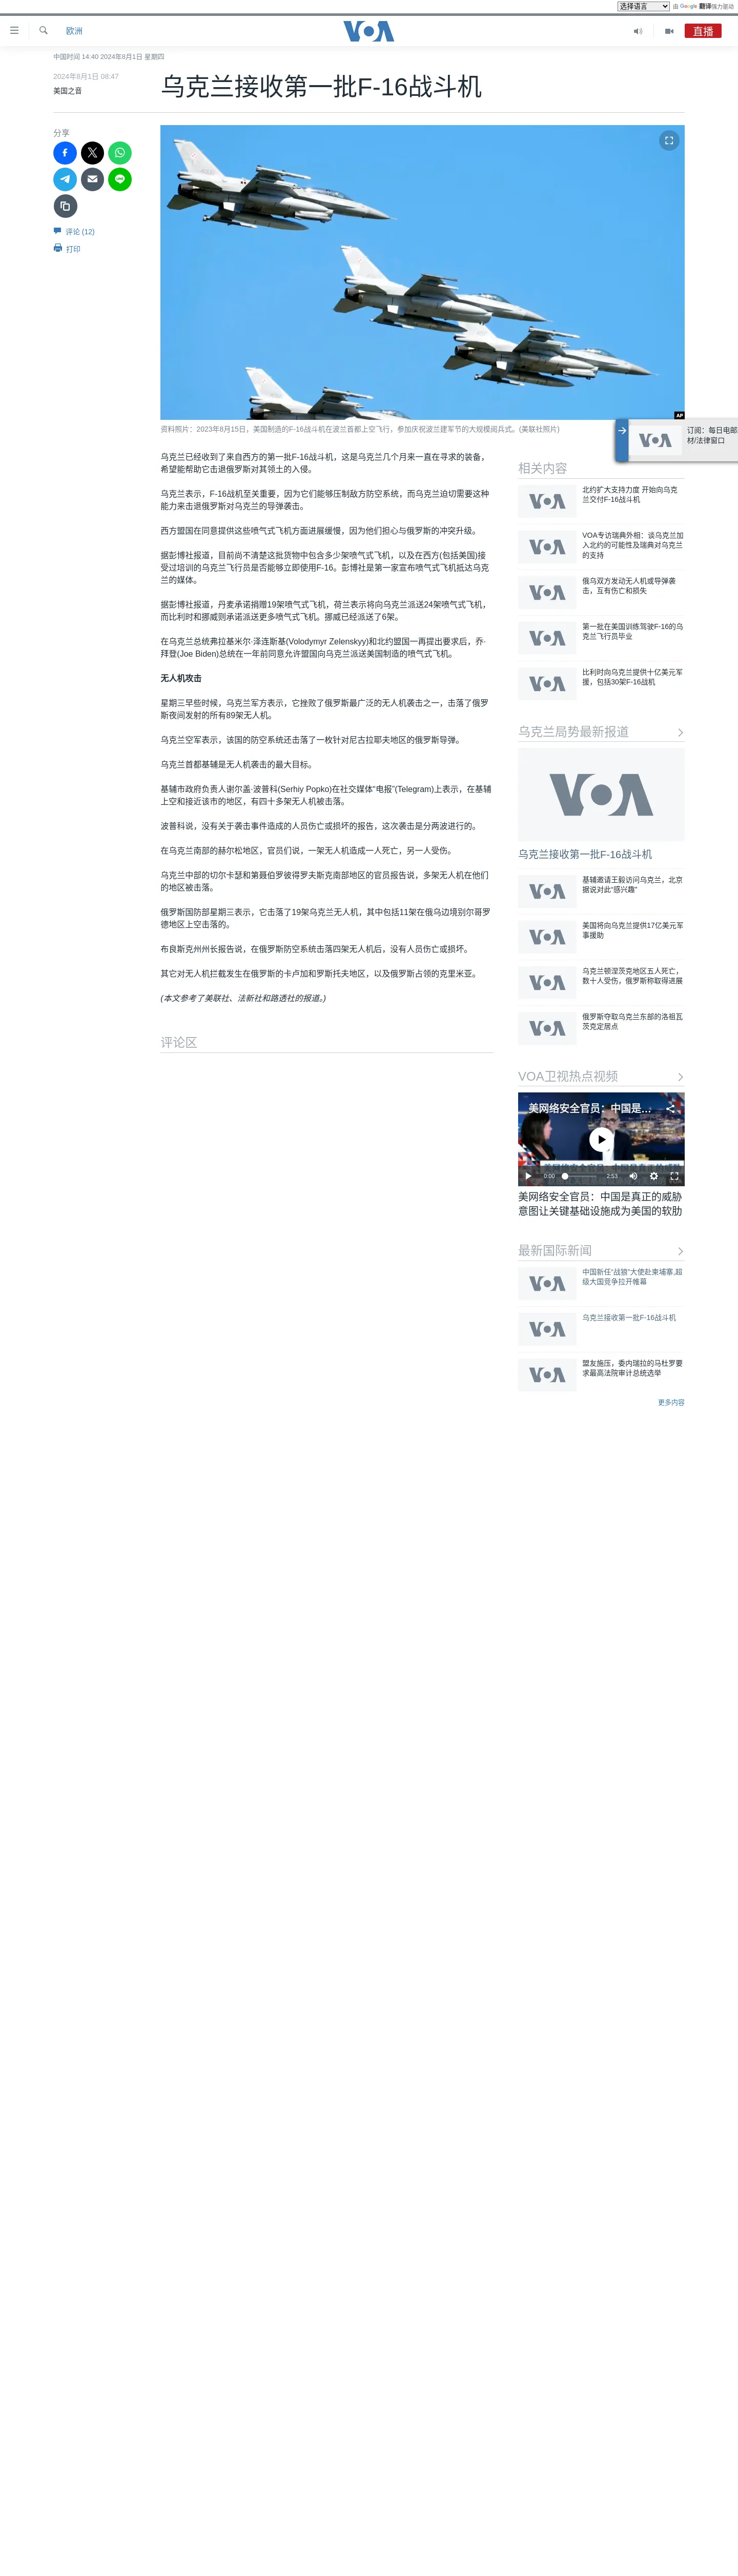 选择语言
由 Google 翻译强力驱动
欧洲
VOA
直播
中国时间 14:40 2024年8月1日 星期四
2024年8月1日 08:47
美国之音
乌克兰接收第一批F-16战斗机
分享
评论 (12)
打印
AP
资料照片：2023年8月15日，美国制造的F-16战斗机在波兰首都上空飞行，参加庆祝波兰建军节的大规模阅兵式。(美联社照片)
订阅：每日电邮
材/法律窗口
乌克兰已经收到了来自西方的第一批F-16战斗机，这是乌克兰几个月来一直在寻求的装备，
希望能帮助它击退俄罗斯对其领土的入侵。
乌克兰表示，F-16战机至关重要，因为它们能够压制敌方防空系统，而乌克兰迫切需要这种
能力来击退俄罗斯对乌克兰的导弹袭击。
西方盟国在同意提供这些喷气式飞机方面进展缓慢，因为他们担心与俄罗斯的冲突升级。
据彭博社报道，目前尚不清楚这批货物中包含多少架喷气式飞机，以及在西方(包括美国)接
受过培训的乌克兰飞行员是否能够立即使用F-16。彭博社是第一家宣布喷气式飞机抵达乌克
兰的媒体。
据彭博社报道，丹麦承诺捐赠19架喷气式飞机，荷兰表示将向乌克兰派送24架喷气式飞机，
而比利时和挪威则承诺派送更多喷气式飞机。挪威已经派送了6架。
在乌克兰总统弗拉基米尔·泽连斯基(Volodymyr Zelenskyy)和北约盟国一再提出要求后，乔·
拜登(Joe Biden)总统在一年前同意允许盟国向乌克兰派送美国制造的喷气式飞机。
无人机攻击
星期三早些时候，乌克兰军方表示，它挫败了俄罗斯最广泛的无人机袭击之一，击落了俄罗
斯夜间发射的所有89架无人机。
乌克兰空军表示，该国的防空系统还击落了一枚针对尼古拉耶夫地区的俄罗斯导弹。
乌克兰首都基辅是无人机袭击的最大目标。
基辅市政府负责人谢尔盖·波普科(Serhiy Popko)在社交媒体“电报”(Telegram)上表示，在基辅
上空和接近该市的地区，有四十多架无人机被击落。
波普科说，没有关于袭击事件造成的人员伤亡或损坏的报告，这次袭击是分两波进行的。
在乌克兰南部的赫尔松地区，官员们说，一架无人机造成一人死亡，另一人受伤。
乌克兰中部的切尔卡瑟和第聂伯罗彼得罗夫斯克南部地区的官员报告说，多架无人机在他们
的地区被击落。
俄罗斯国防部星期三表示，它击落了19架乌克兰无人机，其中包括11架在俄乌边境别尔哥罗
德地区上空击落的。
布良斯克州州长报告说，在俄罗斯防空系统击落四架无人机后，没有人员伤亡或损坏。
其它对无人机拦截发生在俄罗斯的卡卢加和罗斯托夫地区，以及俄罗斯占领的克里米亚。
(本文参考了美联社、法新社和路透社的报道。)
评论区
相关内容
VOA
北约扩大支持力度 开始向乌克
兰交付F-16战斗机
VOA
VOA专访瑞典外相：谈乌克兰加
入北约的可能性及瑞典对乌克兰
的支持
VOA
俄乌双方发动无人机或导弹袭
击，互有伤亡和损失
VOA
第一批在美国训练驾驶F-16的乌
克兰飞行员毕业
VOA
比利时向乌克兰提供十亿美元军
援，包括30架F-16战机
乌克兰局势最新报道
VOA
乌克兰接收第一批F-16战斗机
VOA
基辅邀请王毅访问乌克兰，北京
据说对此“感兴趣”
VOA
美国将向乌克兰提供17亿美元军
事援助
VOA
乌克兰顿涅茨克地区五人死亡，
数十人受伤，俄罗斯称取得进展
VOA
俄罗斯夺取乌克兰东部的洛祖瓦
茨克定居点
VOA卫视热点视频
美网络安全官员：中国是...
0:00
2:53
美网络安全官员：中国是真正的威胁
意图让关键基础设施成为美国的软肋
最新国际新闻
VOA
中国新任“战狼”大使赴柬埔寨,超
级大国竞争拉开帷幕
VOA
乌克兰接收第一批F-16战斗机
VOA
盟友施压，委内瑞拉的马杜罗要
求最高法院审计总统选举
更多内容